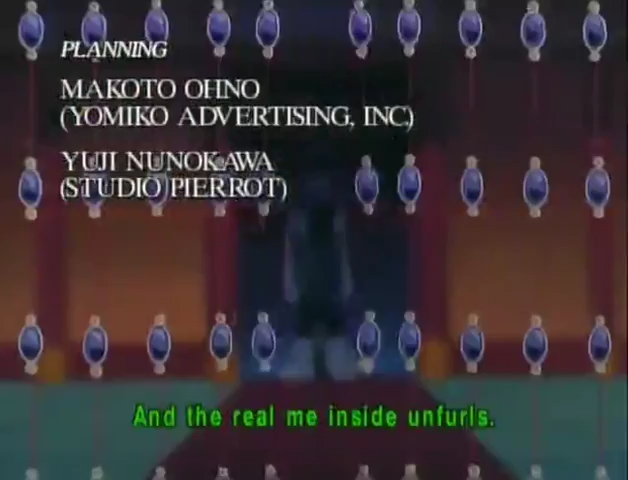 PLANNING
MAKOTO OHNO
(YOMIKO ADVERTISING, INC.)
YUJI NUNOKAWA
(STUDIO PIERROT)
And the real me inside unfurls.